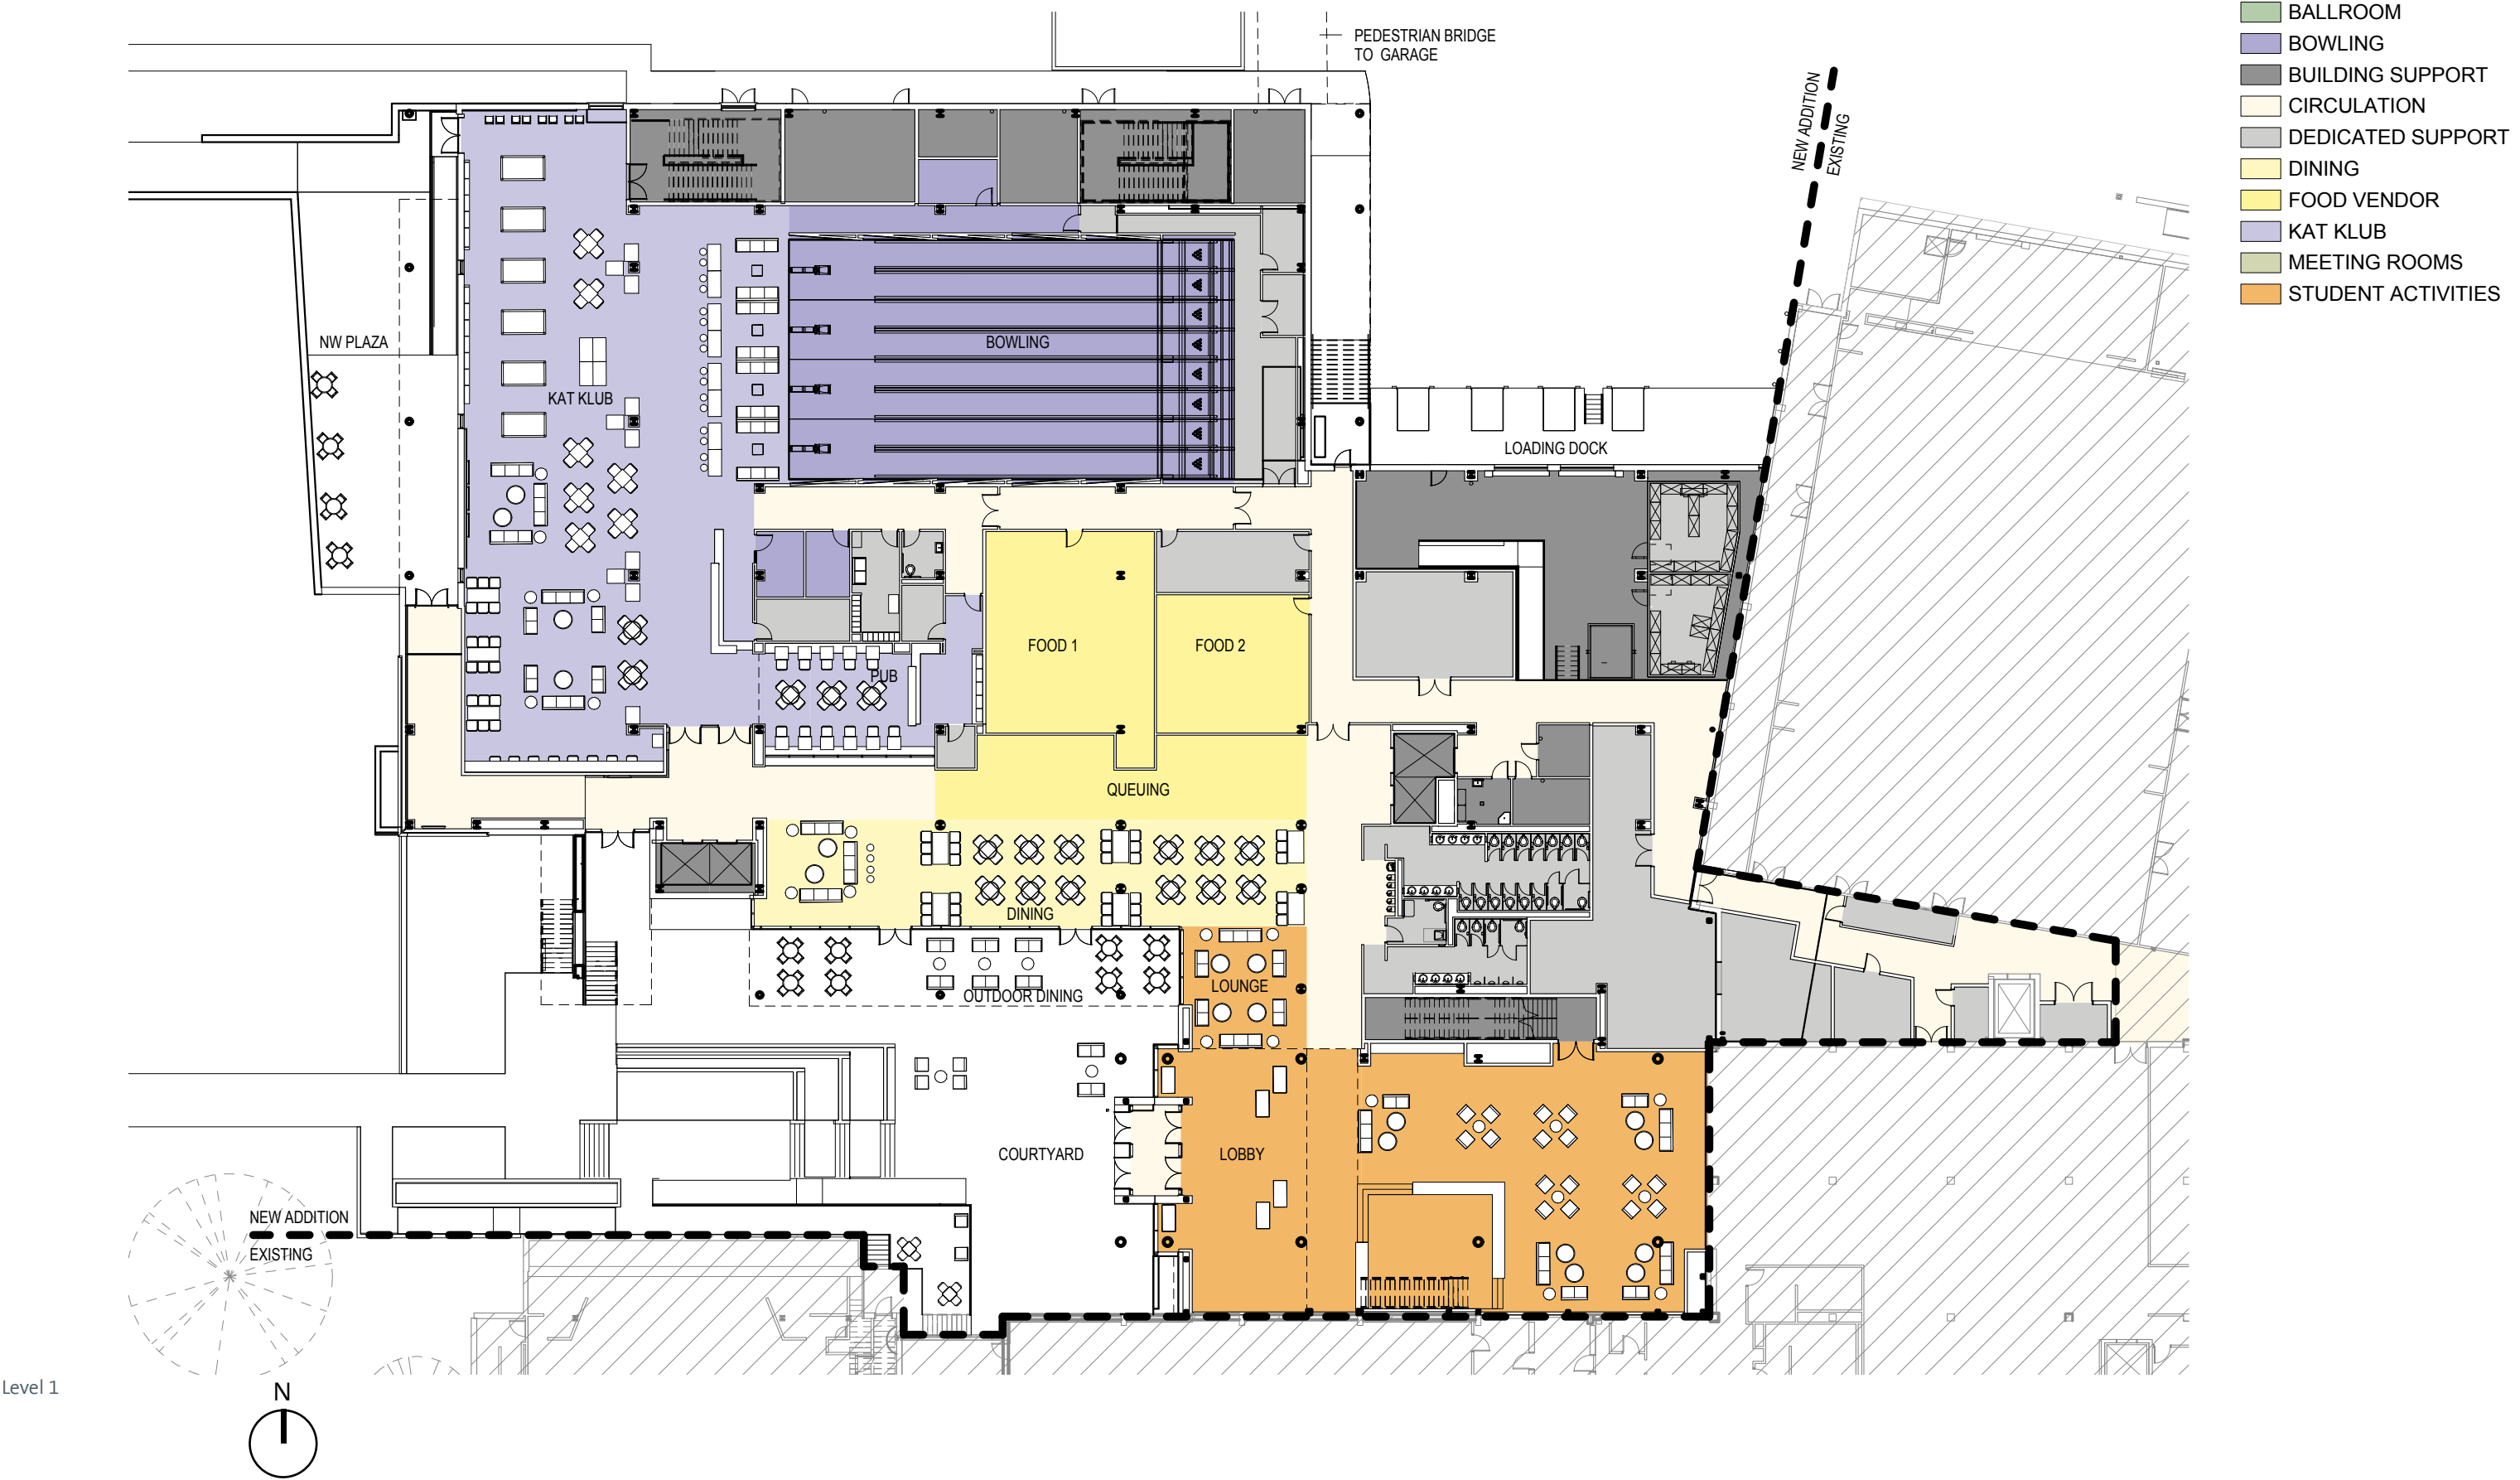 BALLROOM
BOWLING
BUILDING SUPPORT
CIRCULATION
DEDICATED SUPPORT
DINING
FOOD VENDOR
KAT KLUB
MEETING ROOMS
STUDENT ACTIVITIES
PEDESTRIAN BRIDGE
TO GARAGE
NEW ADDITION
EXISTING
NW PLAZA
BOWLING
KAT KLUB
LOADING DOCK
FOOD 1
FOOD 2
PUB
QUEUING
DINING
LOUNGE
OUTDOOR DINING
COURTYARD
LOBBY
NEW ADDITION
EXISTING
Level 1
N